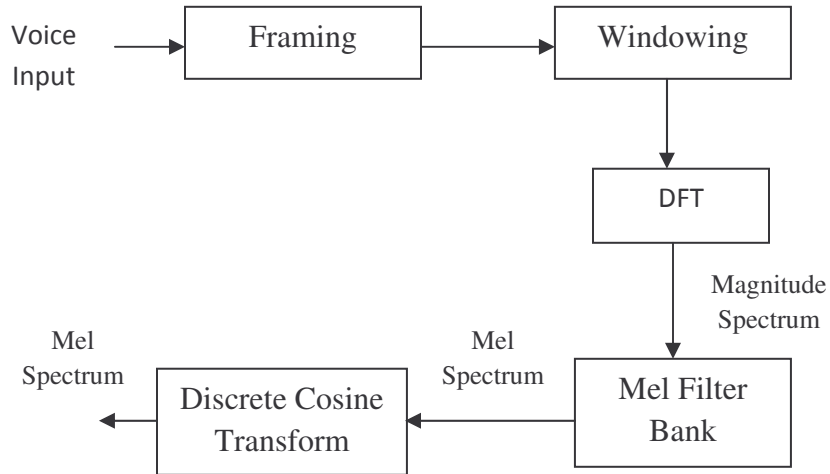 Voice
Input
Framing
Windowing
DFT
Magnitude
Spectrum
Mel Filter
Bank
Mel
Spectrum
Discrete Cosine
Transform
Mel
Spectrum